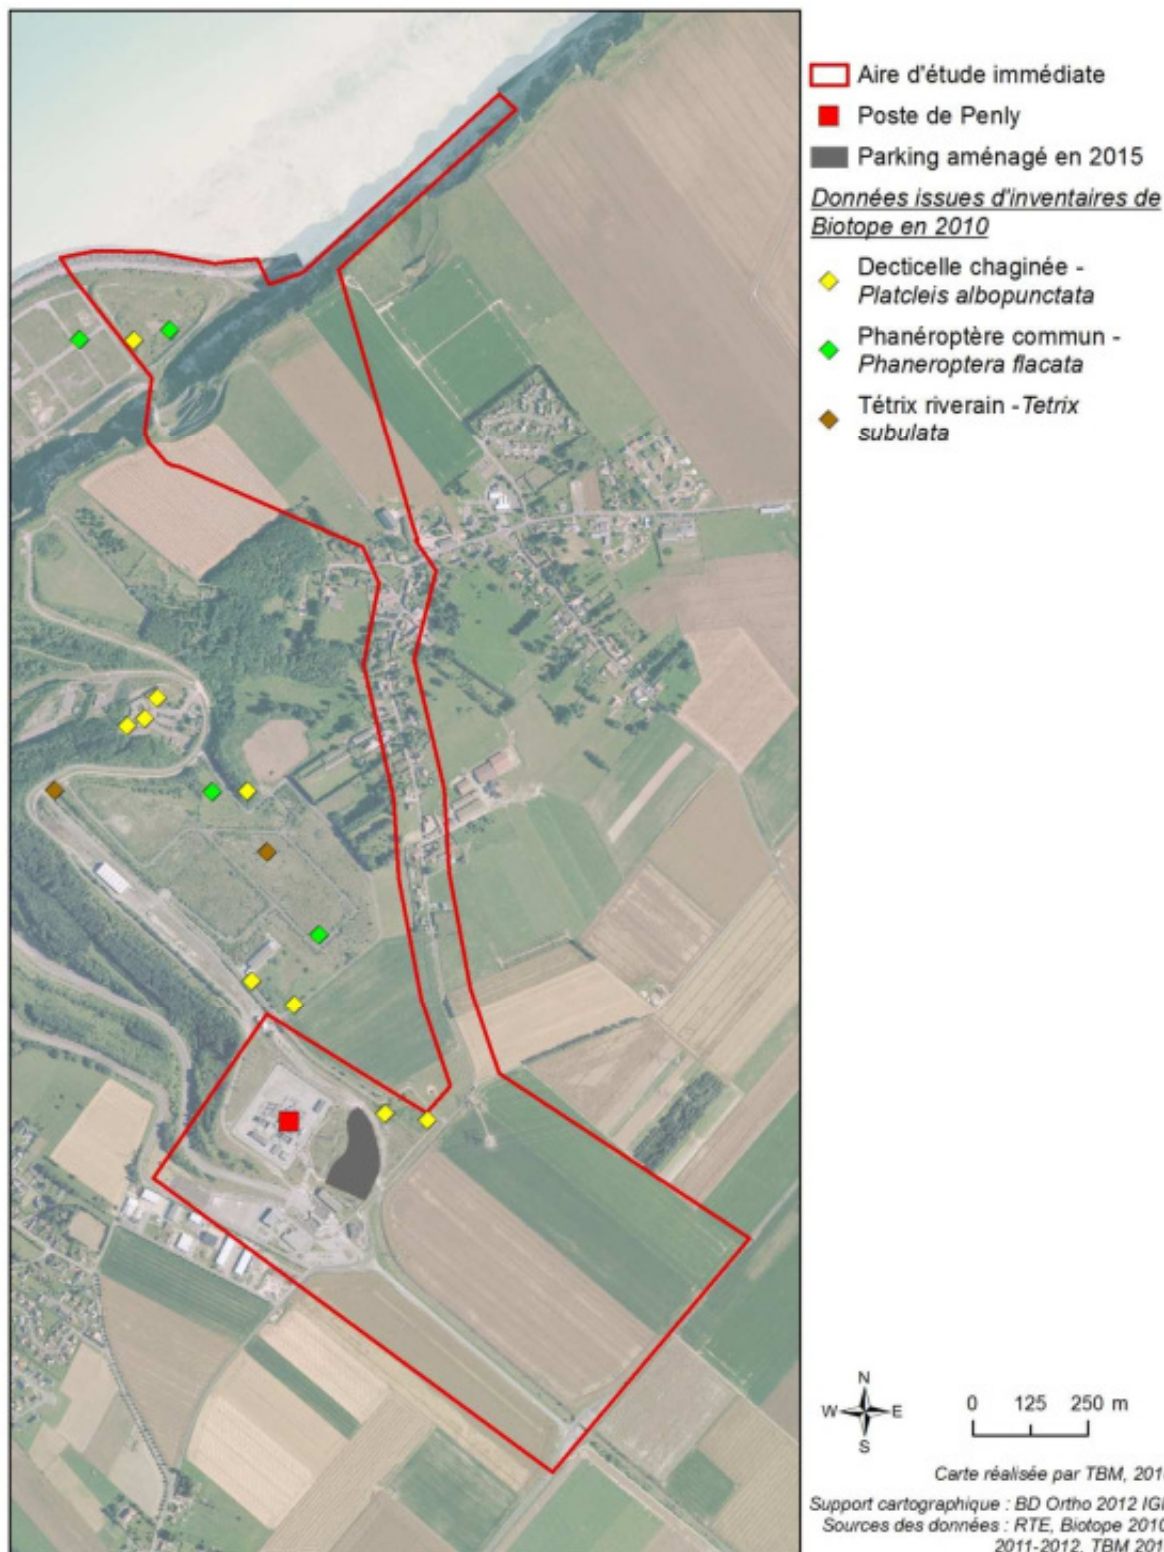 Aire d'étude immédiate
Poste de Penly
Parking aménagé en 2015
Données issues d'inventaires de
Biotope en 2010
Decticelle chaginée -
Platcleis albopunctata
Phanéroptère commun -
Phaneroptera flacata
Tétrix riverain -Tetrix
subulata
N
W E
S
0 125 250 m
Carte réalisée par TBM,
Support cartographique : BD Ortho 2012
Sources des données : RTE, Biotope 2010
2011-2012, TBM